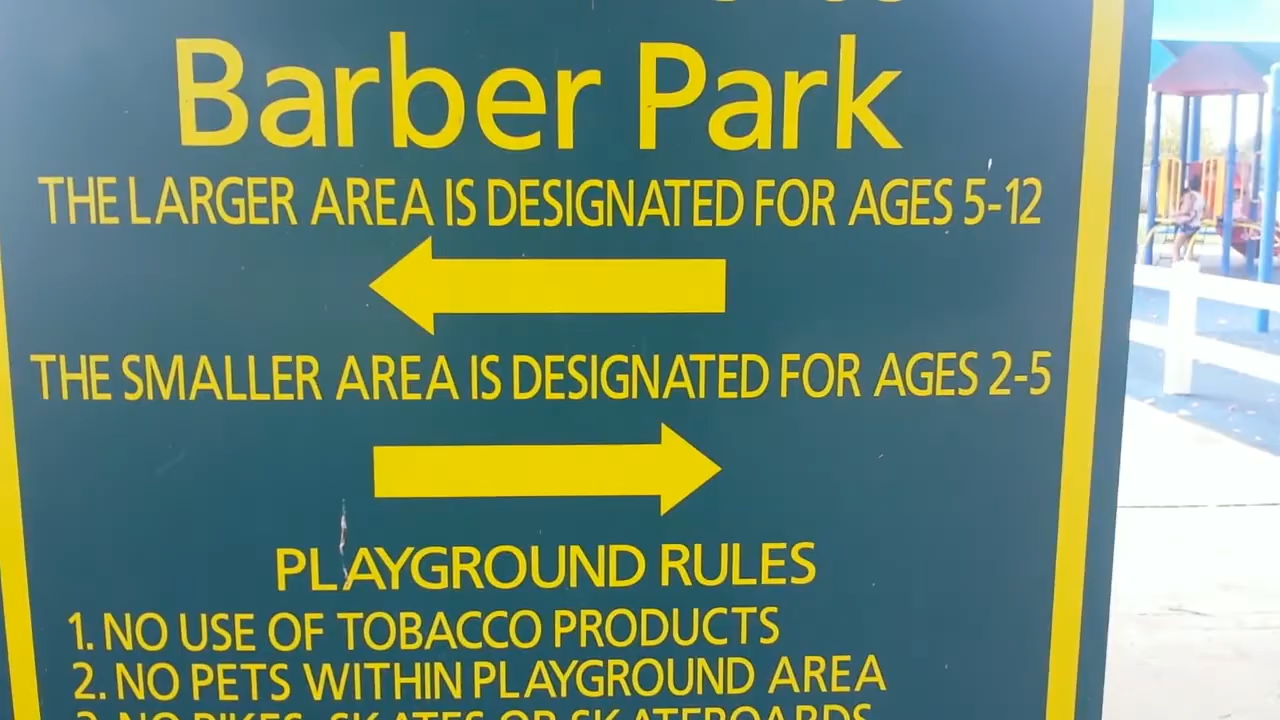 Barber Park
THE LARGER AREA IS DESIGNATED FOR AGES 5-12
THE SMALLER AREA IS DESIGNATED FOR AGES 2-5
PLAYGROUND RULES
1. NO USE OF TOBACCO PRODUCTS
2. NO PETS WITHIN PLAYGROUND AREA
3. NO BIKES, SKATES OR SKATEBOARDS